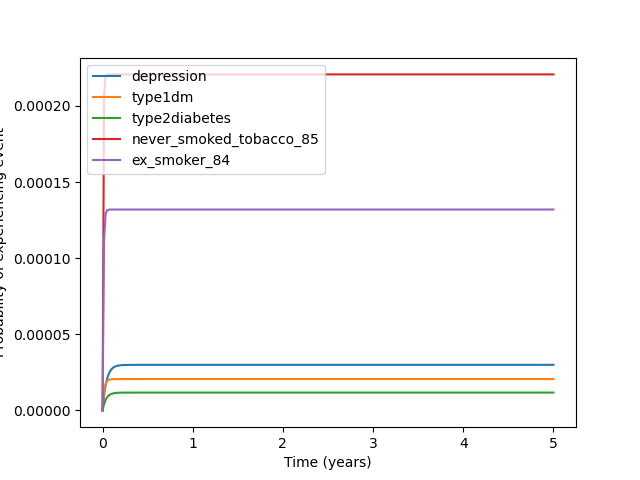 depression
type1dm
type2diabetes
never_smoked_tobacco_85
ex_smoker_84
0.00020
0.00015
0.00010
0.00005
0.00000
Probability of experiencing event
0 1 2 3 4 5
Time (years)